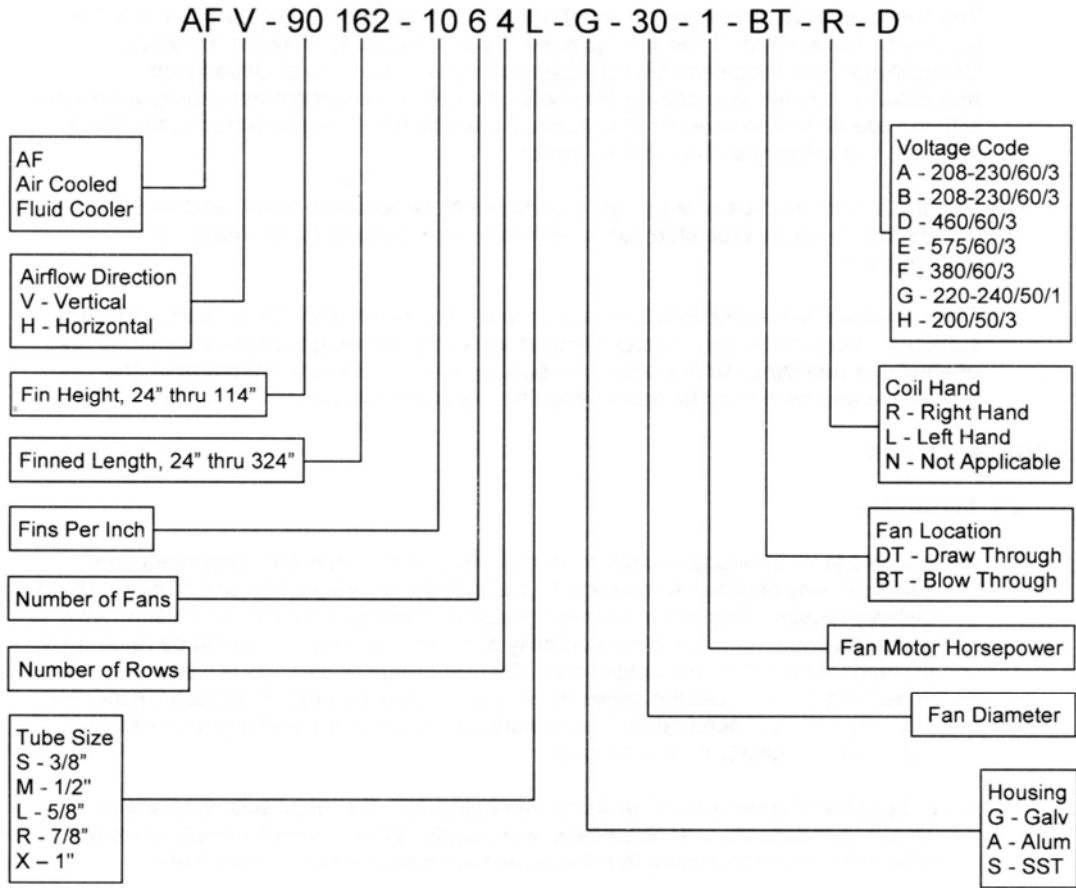 AF V - 90 162 - 10 6 4 L - G - 30 - 1 - BT - R - D
AF
Air Cooled
Fluid Cooler
Airflow Direction
V - Vertical
H - Horizontal
Fin Height, 24” thru 114”
Finned Length, 24” thru 324”
Fins Per Inch
Number of Fans
Number of Rows
Tube Size
S - 3/8”
M - 1/2"
L - 5/8”
R - 7/8”
X – 1"
Voltage Code
A - 208-230/60/3
B - 208-230/60/3
D - 460/60/3
E - 575/60/3
F - 380/60/3
G - 220-240/50/1
H - 200/50/3
Coil Hand
R - Right Hand
L - Left Hand
N - Not Applicable
Fan Location
DT - Draw Through
BT - Blow Through
Fan Motor Horsepower
Fan Diameter
Housing
G - Galv
A - Alum
S - SST